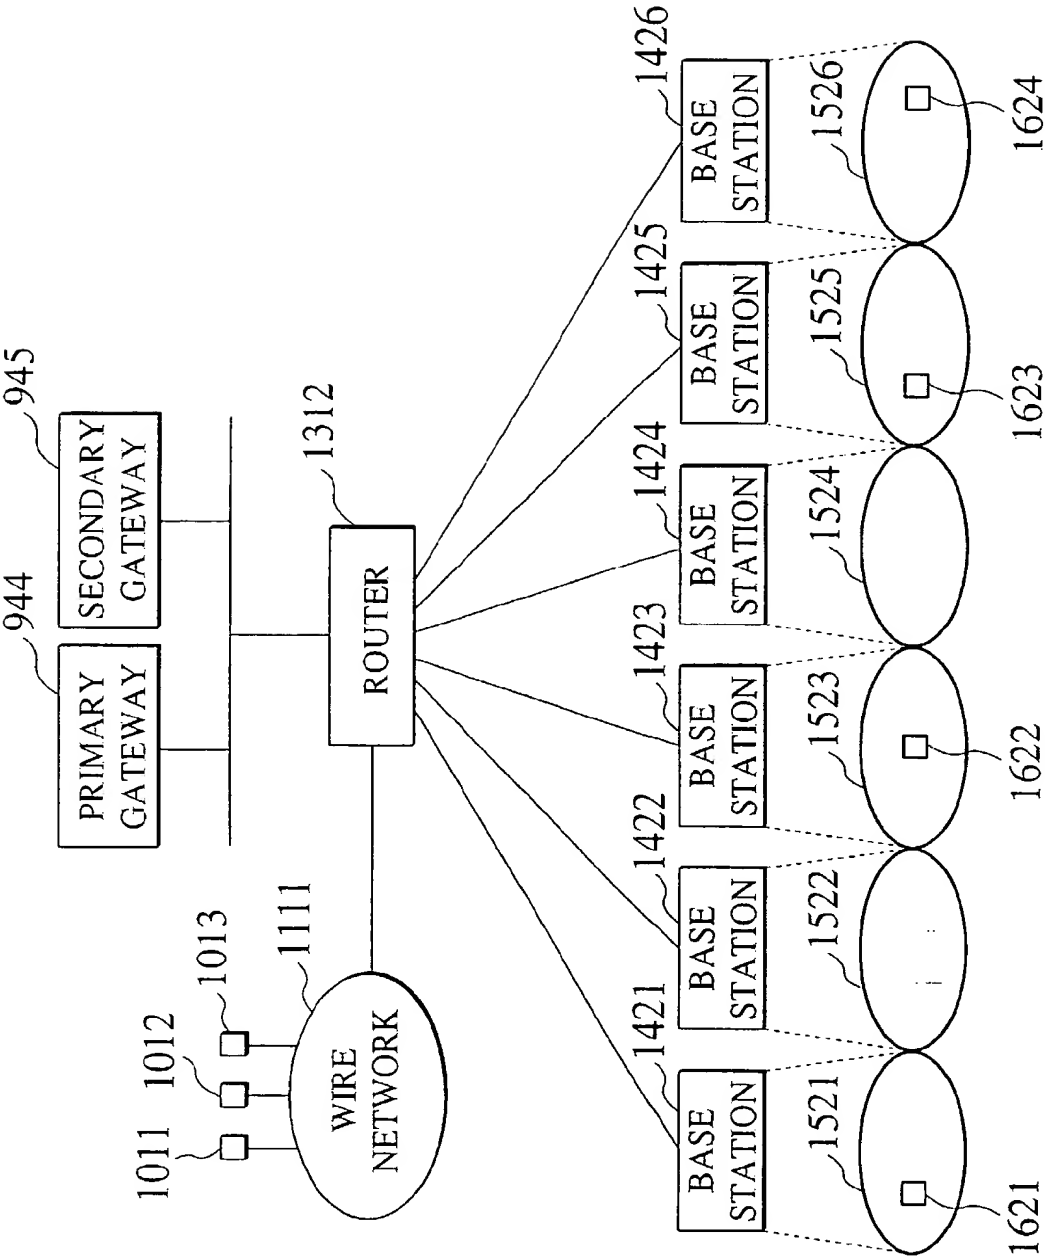 PRIMARY
GATEWAY
944
SECONDARY
GATEWAY
945
1011
1012
1013
WIRE
NETWORK
1111
ROUTER
1312
BASE
STATION
1421
BASE
STATION
1422
BASE
STATION
1423
BASE
STATION
1424
BASE
STATION
1425
BASE
STATION
1426
1521
1522
1523
1524
1525
1526
1621
1622
1623
1624